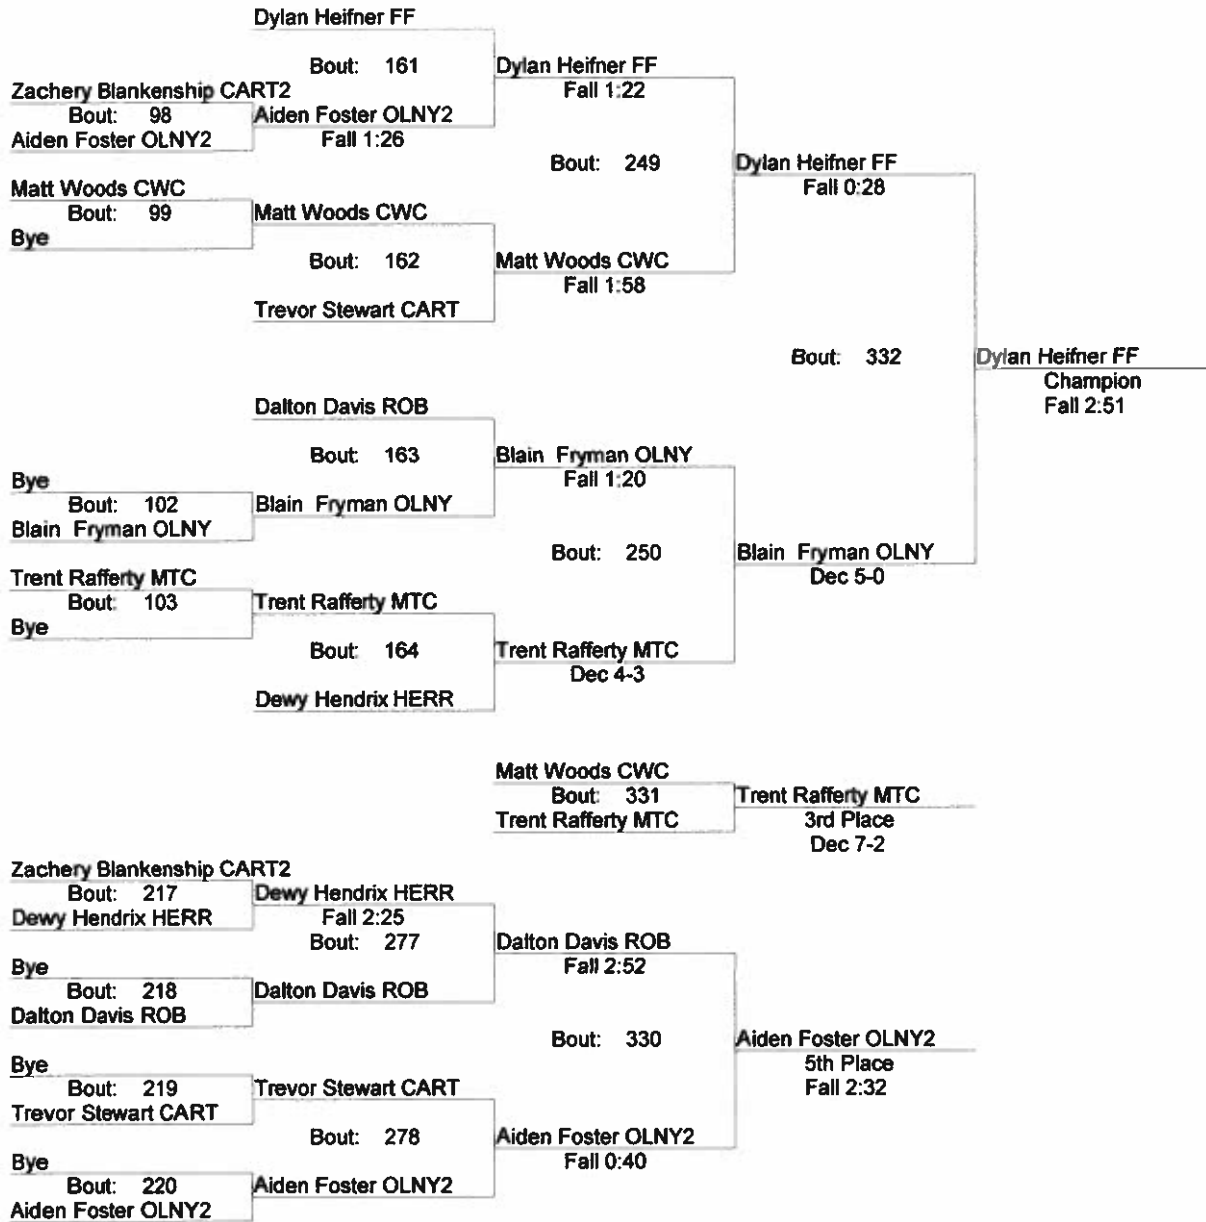 Dylan Heifner FF
Bout: 161
Dylan Heifner FF
Fall 1:22
Zachery Blankenship CART2
Bout: 98
Aiden Foster OLNY2
Aiden Foster OLNY2
Fall 1:26
Bout: 249
Dylan Heifner FF
Fall 0:28
Matt Woods CWC
Bout: 99
Bye
Matt Woods CWC
Bout: 162
Matt Woods CWC
Fall 1:58
Trevor Stewart CART
Bout: 332
Dylan Heifner FF
Champion
Fall 2:51
Dalton Davis ROB
Bout: 163
Blain Fryman OLNY
Fall 1:20
Bye
Bout: 102
Blain Fryman OLNY
Blain Fryman OLNY
Bout: 250
Blain Fryman OLNY
Dec 5-0
Trent Rafferty MTC
Bout: 103
Bye
Trent Rafferty MTC
Bout: 164
Trent Rafferty MTC
Dec 4-3
Dewy Hendrix HERR
Matt Woods CWC
Bout: 331
Trent Rafferty MTC
Trent Rafferty MTC
3rd Place
Dec 7-2
Zachery Blankenship CART2
Bout: 217
Dewy Hendrix HERR
Dewy Hendrix HERR
Fall 2:25
Bout: 277
Dalton Davis ROB
Fall 2:52
Bye
Bout: 218
Dalton Davis ROB
Dalton Davis ROB
Bout: 330
Aiden Foster OLNY2
5th Place
Fall 2:32
Bye
Bout: 219
Trevor Stewart CART
Trevor Stewart CART
Bout: 278
Aiden Foster OLNY2
Fall 0:40
Bye
Bout: 220
Aiden Foster OLNY2
Aiden Foster OLNY2